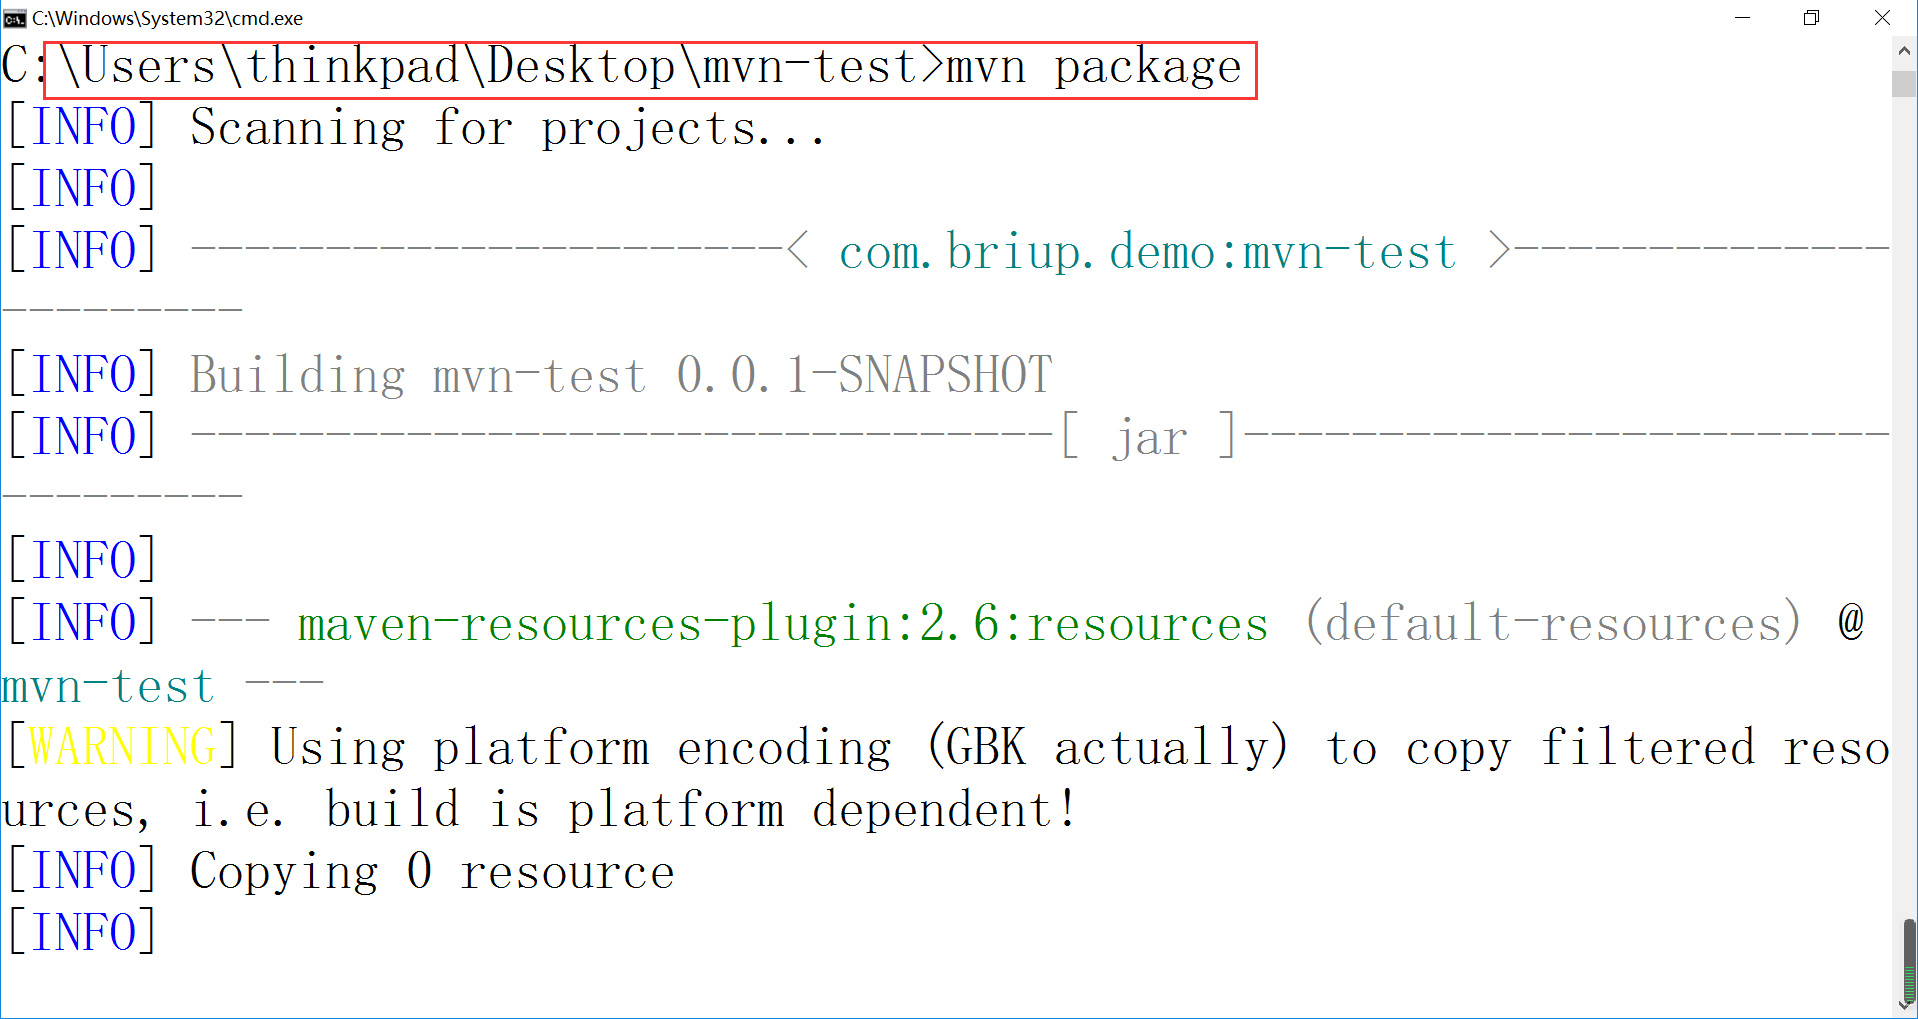 C:\Windows\System32\cmd.exe
C:\Users\thinkpad\Desktop\mvn-test>mvn package
[INFO] Scanning for projects...
[INFO]
[INFO] ----------------------< com.briup.demo:mvn-test >--------------
---------
[INFO] Building mvn-test 0.0.1-SNAPSHOT
[INFO] --------------------------------[ jar ]------------------------
---------
[INFO]
[INFO] --- maven-resources-plugin:2.6:resources (default-resources) @
mvn-test ---
[WARNING] Using platform encoding (GBK actually) to copy filtered reso
urces, i.e. build is platform dependent!
[INFO] Copying 0 resource
[INFO]